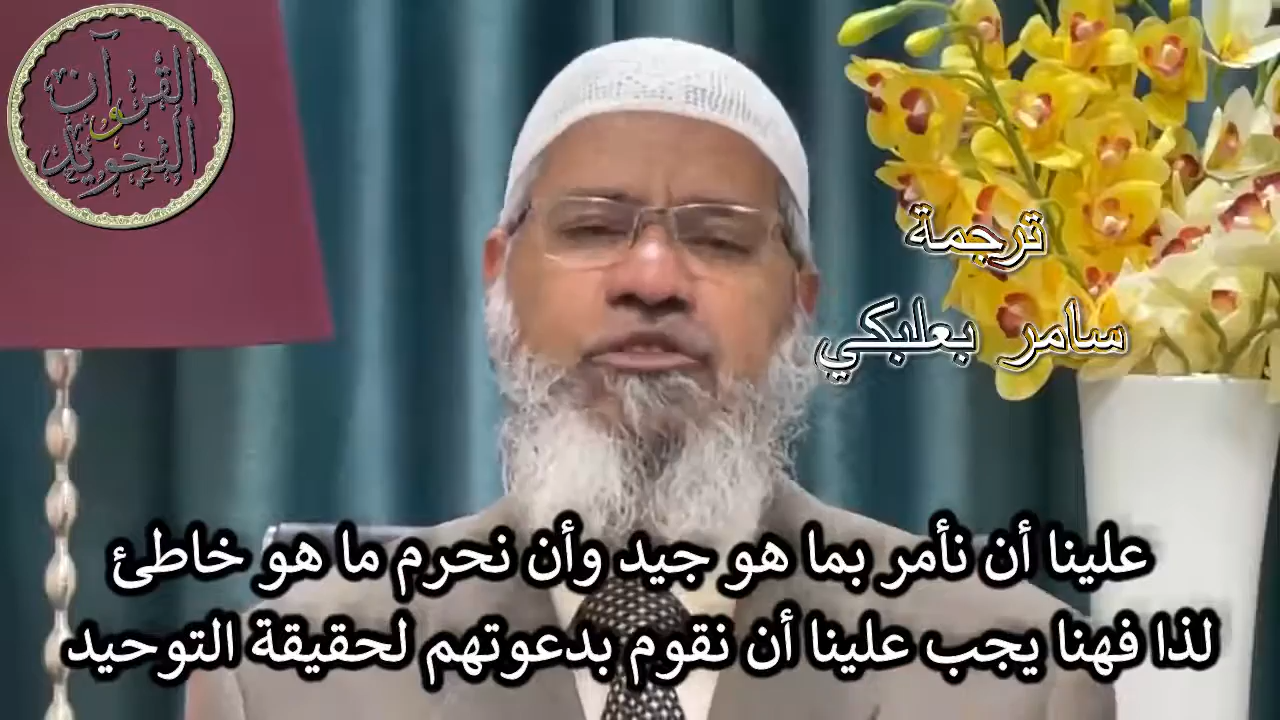 القرآن
و
التجويد
ترجمة
سامر بعلبكي
علينا أن نأمر بما هو جيد وأن نحرم ما هو خاطئ
لذا فهنا يجب علينا أن نقوم بدعوتهم لحقيقة التوحيد